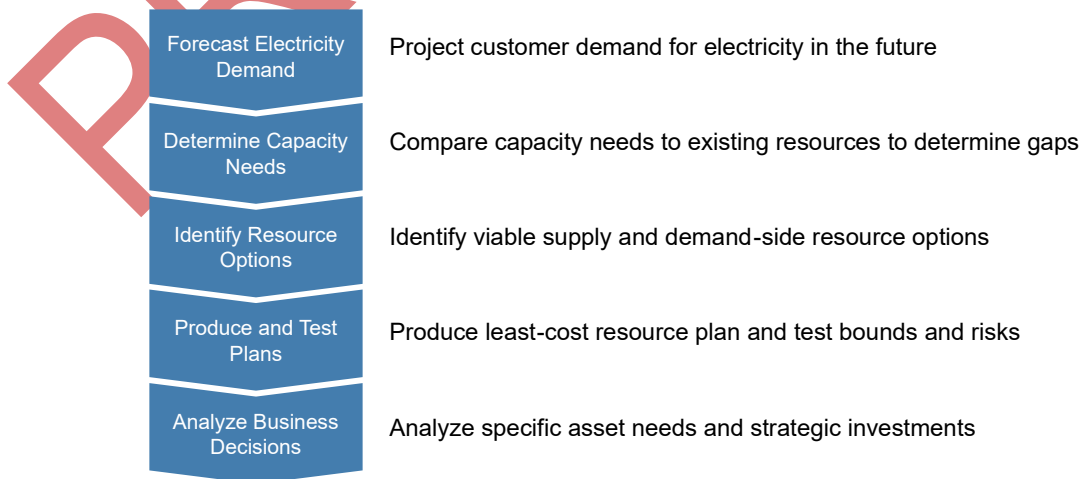 Forecast Electricity
Demand
Project customer demand for electricity in the future
Determine Capacity
Needs
Compare capacity needs to existing resources to determine gaps
Identify Resource
Options
Identify viable supply and demand-side resource options
Produce and Test
Plans
Produce least-cost resource plan and test bounds and risks
Analyze Business
Decisions
Analyze specific asset needs and strategic investments